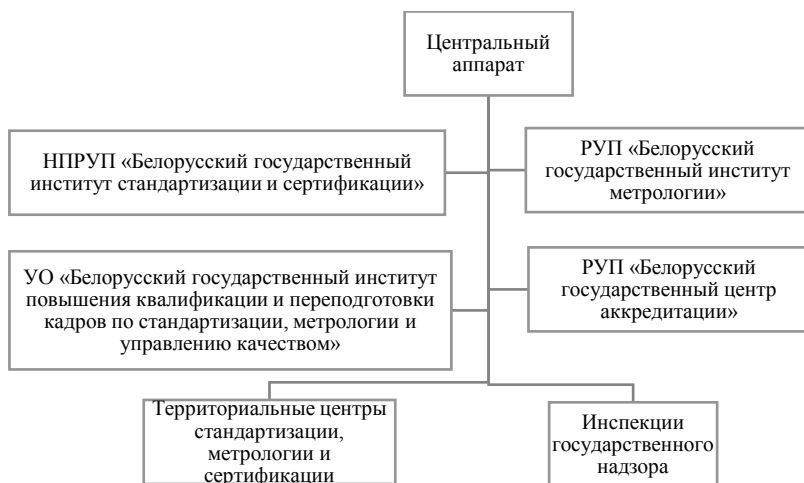 Центральный
аппарат
НПРУП «Белорусский государственный
институт стандартизации и сертификации»
РУП «Белорусский
государственный институт
метрологии»
УО «Белорусский государственный институт
повышения квалификации и переподготовки
кадров по стандартизации, метрологии и
управлению качеством»
РУП «Белорусский
государственный центр
аккредитации»
Территориальные центры
стандартизации,
метрологии и
сертификации
Инспекции
государственного
надзора